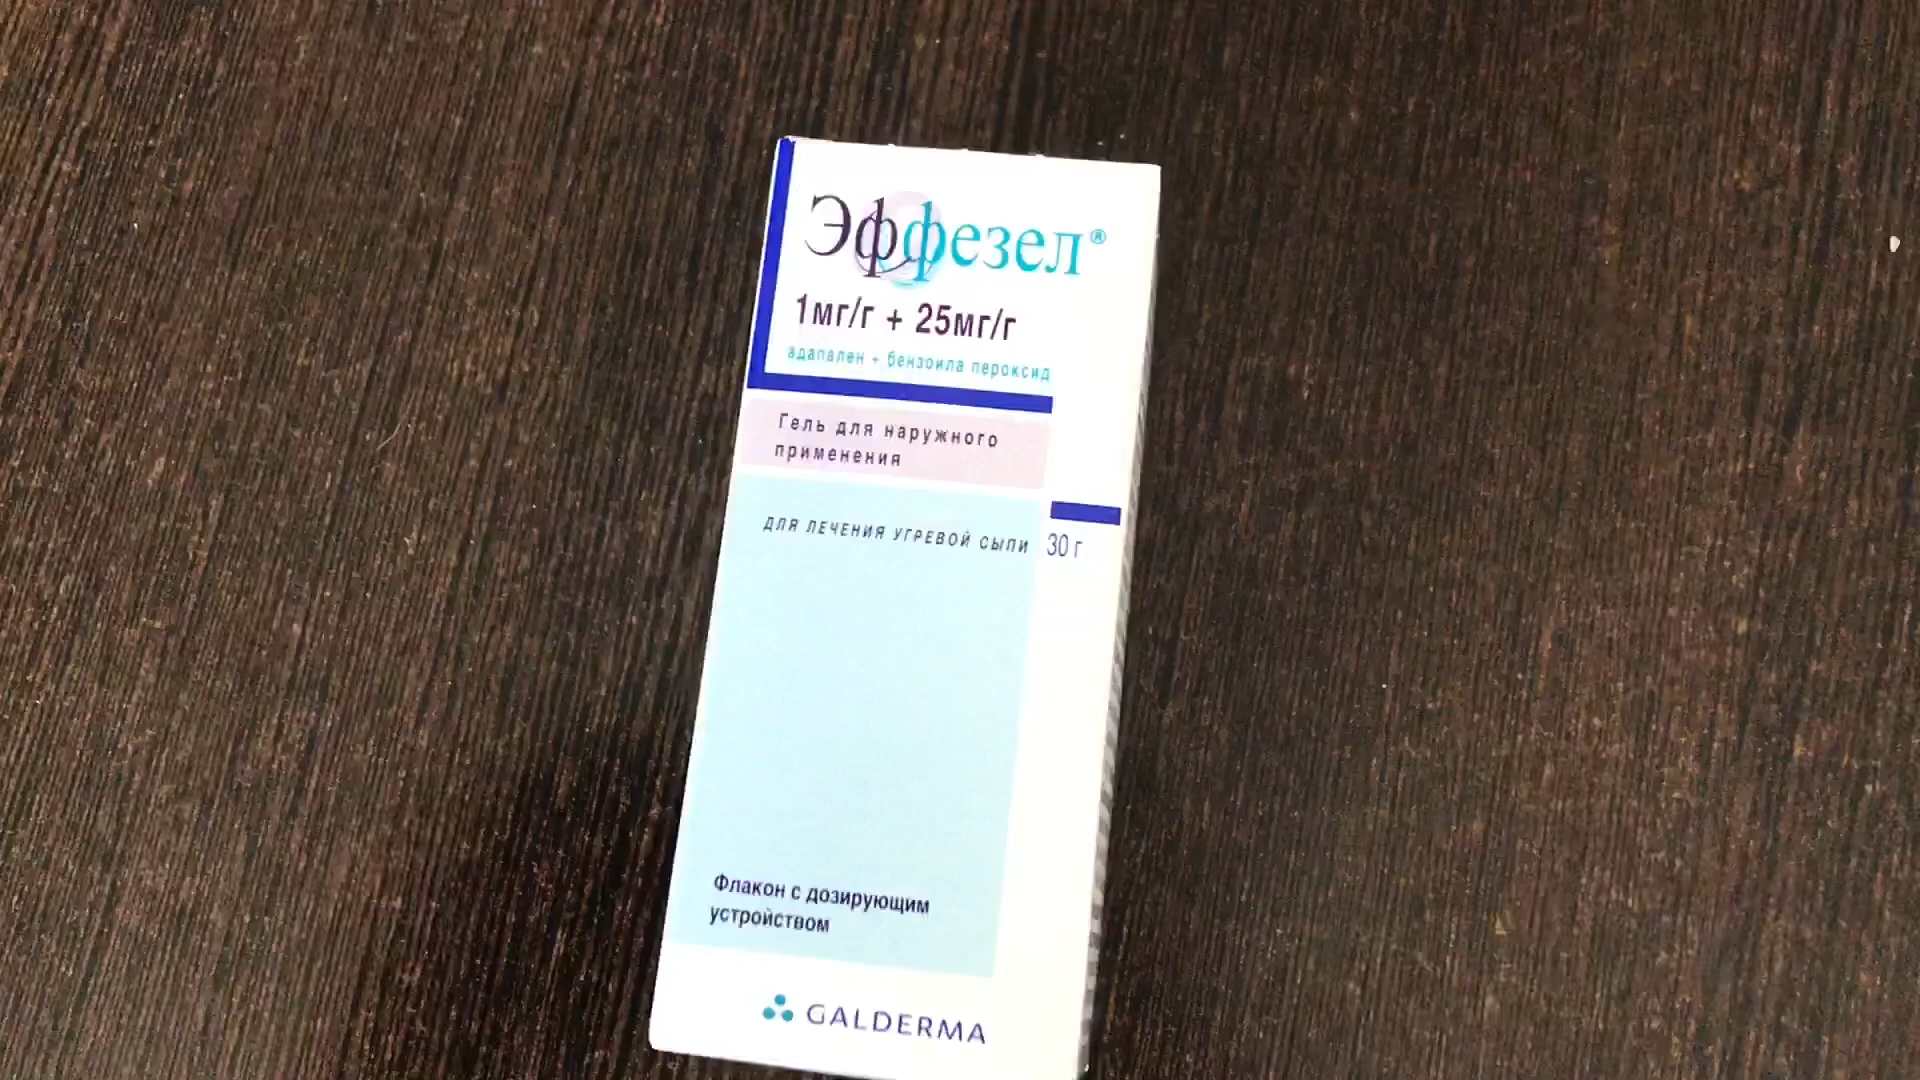 Эффезел®
1мг/г + 25мг/г
адапален + бензоила пероксид
Гель для наружного
применения
ДЛЯ ЛЕЧЕНИЯ УГРЕВОЙ СЫПИ
30 г
Флакон с дозирующим
устройством
GALDERMA